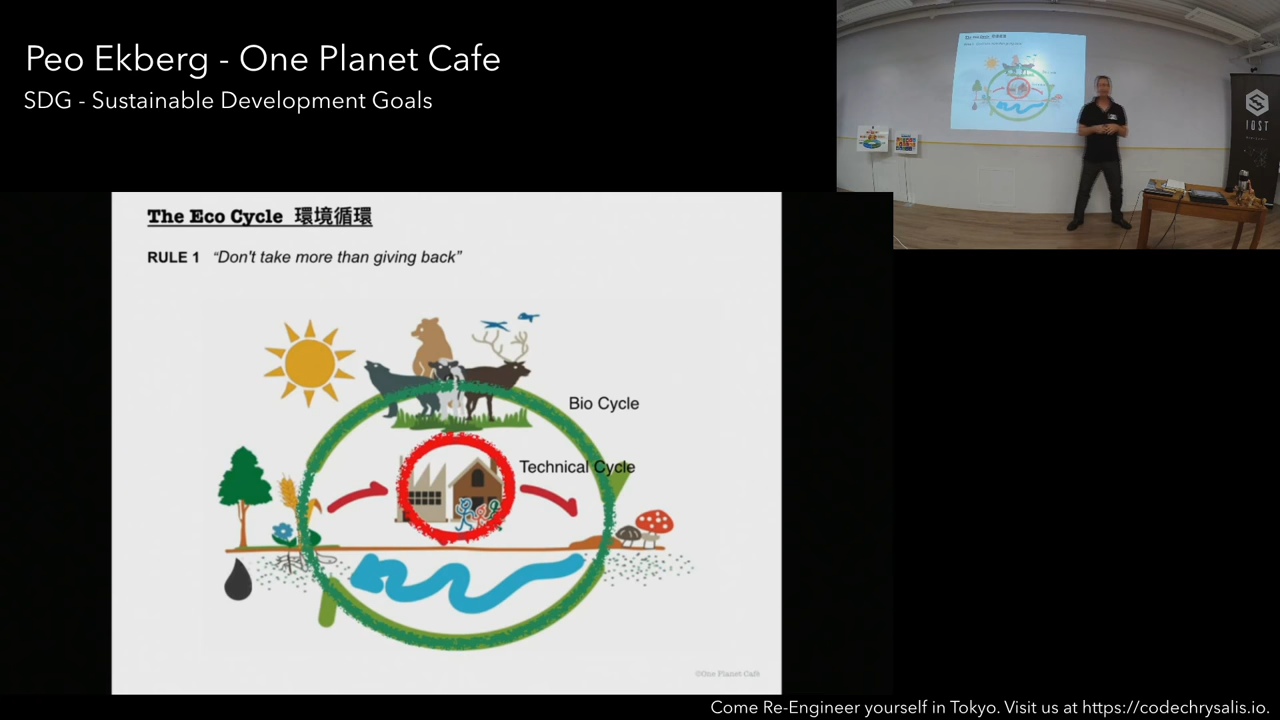 Peo Ekberg - One Planet Cafe
SDG - Sustainable Development Goals
IOST
The Eco Cycle 環境循環
RULE 1 “Don't take more than giving back”
Bio Cycle
Technical Cycle
©One Planet Café
Come Re-Engineer yourself in Tokyo. Visit us at https://codechrysalis.io.